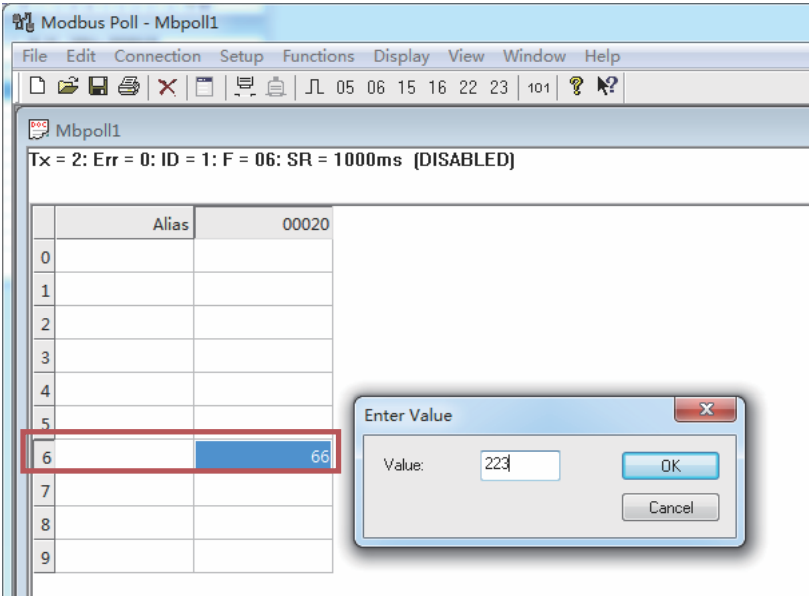 Modbus Poll - Mbpoll1
File Edit Connection Setup Functions Display View Window Help
05 06 15 16 22 23 101
Mbpoll1
Tx = 2: Err = 0: ID = 1: F = 06: SR = 1000ms (DISABLED)
Alias 00020
0
1
2
3
4
5
6 66
7
8
9
Enter Value
Value: 223 OK
Cancel